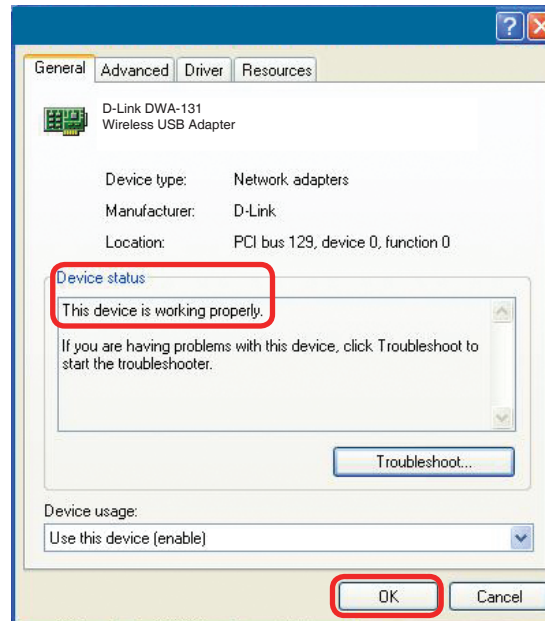 General Advanced Driver Resources
D-Link DWA-131
Wireless USB Adapter
Device type: Network adapters
Manufacturer: D-Link
Location: PCI bus 129, device 0, function 0
Device status
This device is working properly.
If you are having problems with this device, click Troubleshoot to
start the troubleshooter.
Troubleshoot...
Device usage:
Use this device (enable)
OK Cancel